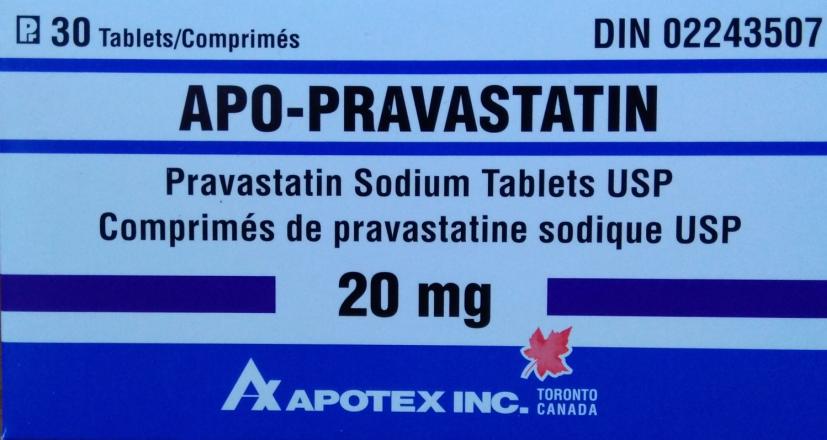 Pr 30 Tablets/Comprimés
DIN 02243507
APO-PRAVASTATIN
Pravastatin Sodium Tablets USP
Comprimés de pravastatine sodique USP
20 mg
APOTEX INC.
TORONTO
CANADA